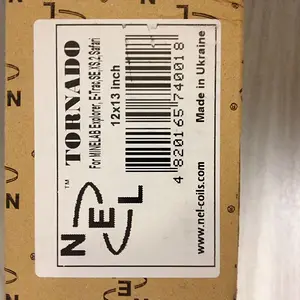 NEL™
TORNADO
For MINELAB Explorer, E-Trac,SE,XS,2,Safari
12x13 inch
4 820165 740018
Made in Ukraine
www.nel-coils.com
NEL